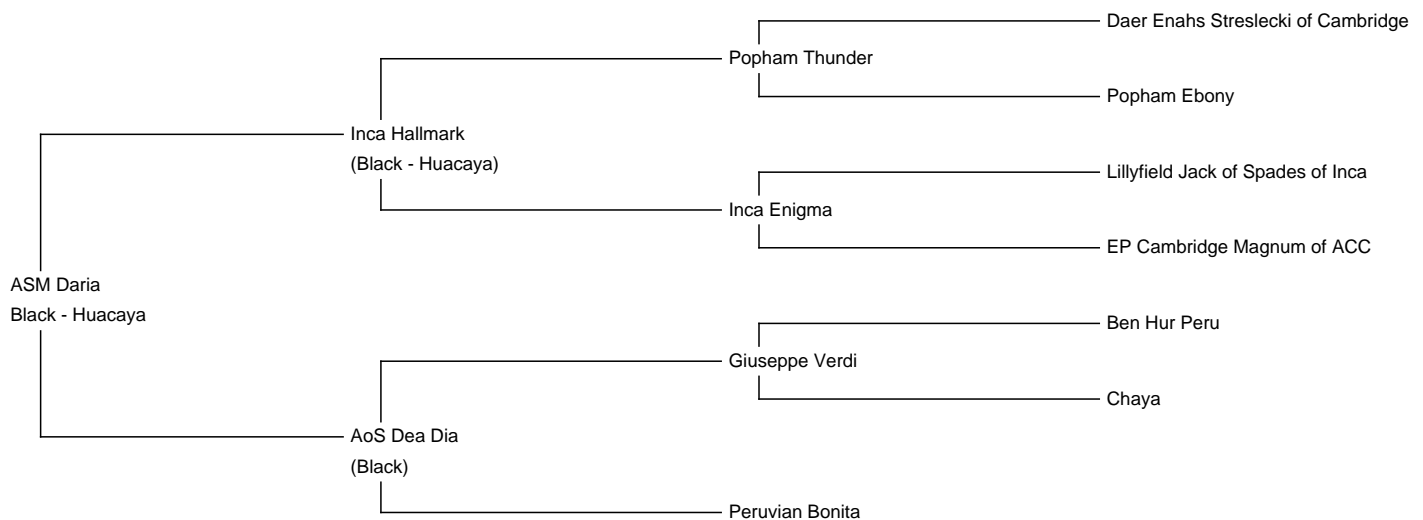 Daer Enahs Streslecki of Cambridge
Popham Thunder
Popham Ebony
Inca Hallmark
(Black - Huacaya)
Lillyfield Jack of Spades of Inca
Inca Enigma
EP Cambridge Magnum of ACC
ASM Daria
Black - Huacaya
Ben Hur Peru
Giuseppe Verdi
Chaya
AoS Dea Dia
(Black)
Peruvian Bonita